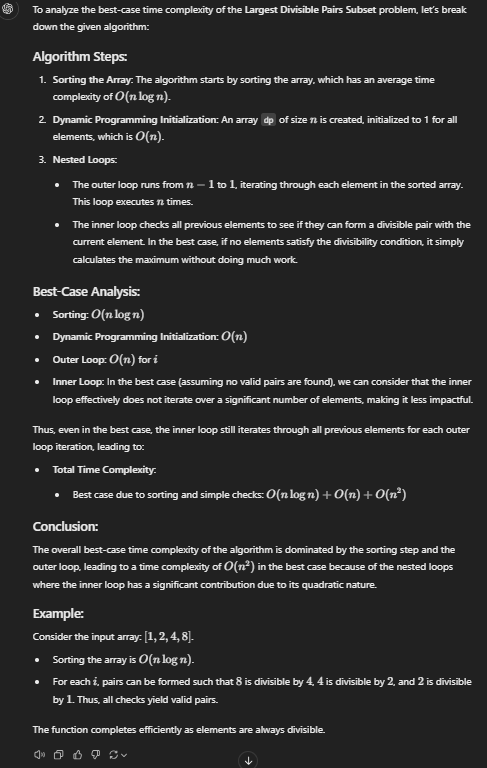 To analyze the best-case time complexity of the Largest Divisible Pairs Subset problem, let's break
down the given algorithm:
Algorithm Steps:
1. Sorting the Array: The algorithm starts by sorting the array, which has an average time
complexity of O(n log n).
2. Dynamic Programming Initialization: An array dp of size n is created, initialized to 1 for all
elements, which is O(n).
3. Nested Loops:
• The outer loop runs from n − 1 to 1, iterating through each element in the sorted array.
This loop executes n times.
• The inner loop checks all previous elements to see if they can form a divisible pair with the
current element. In the best case, if no elements satisfy the divisibility condition, it simply
calculates the maximum without doing much work.
Best-Case Analysis:
• Sorting: O(n log n)
• Dynamic Programming Initialization: O(n)
• Outer Loop: O(n) for i
• Inner Loop: In the best case (assuming no valid pairs are found), we can consider that the inner
loop effectively does not iterate over a significant number of elements, making it less impactful.
Thus, even in the best case, the inner loop still iterates through all previous elements for each outer
loop iteration, leading to:
• Total Time Complexity:
• Best case due to sorting and simple checks: O(n log n) + O(n) + O(n²)
Conclusion:
The overall best-case time complexity of the algorithm is dominated by the sorting step and the
outer loop, leading to a time complexity of O(n²) in the best case because of the nested loops
where the inner loop has a significant contribution due to its quadratic nature.
Example:
Consider the input array: [1, 2, 4, 8].
• Sorting the array is O(n log n).
• For each i, pairs can be formed such that 8 is divisible by 4, 4 is divisible by 2, and 2 is divisible
by 1. Thus, all checks yield valid pairs.
The function completes efficiently as elements are always divisible.